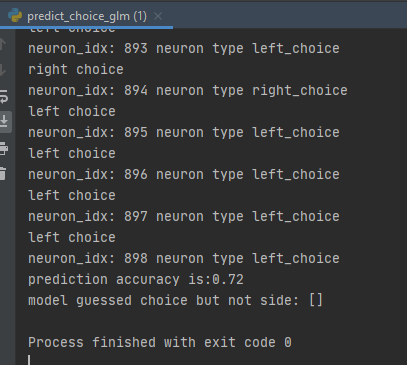 predict_choice_glm (1) ×
left choice
neuron_idx: 893 neuron type left_choice
right choice
neuron_idx: 894 neuron type right_choice
left choice
neuron_idx: 895 neuron type left_choice
left choice
neuron_idx: 896 neuron type left_choice
left choice
neuron_idx: 897 neuron type left_choice
left choice
neuron_idx: 898 neuron type left_choice
prediction accuracy is:0.72
model guessed choice but not side: []
Process finished with exit code 0